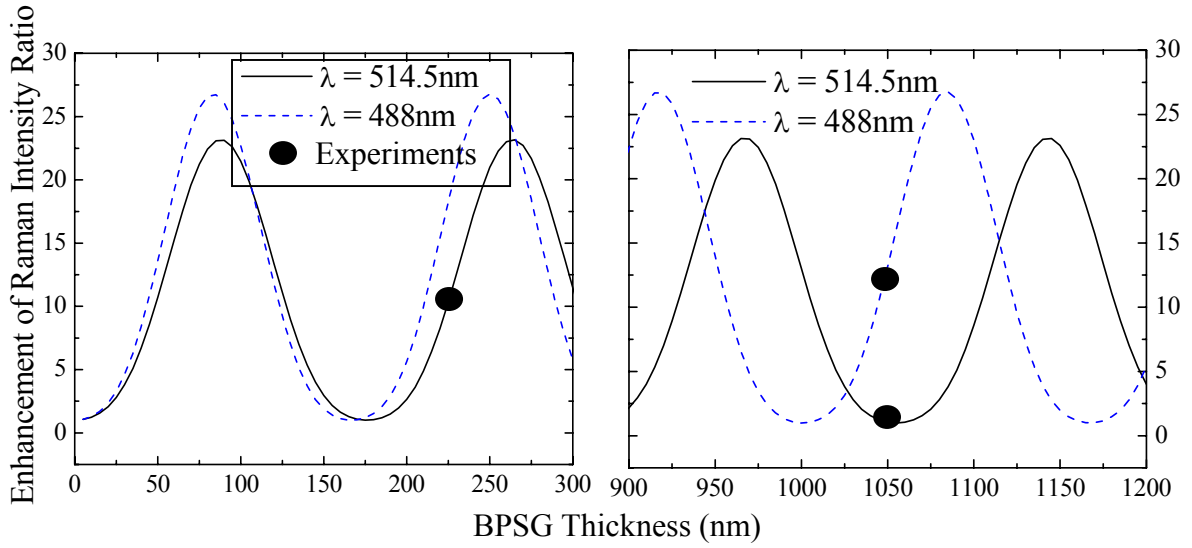 Enhancement of Raman Intensity Ratio
30
25
20
15
10
5
0
λ = 514.5nm
λ = 488nm
Experiments
0 50 100 150 200 250 300
λ = 514.5nm
λ = 488nm
30
25
20
15
10
5
0
900 950 1000 1050 1100 1150 1200
BPSG Thickness (nm)